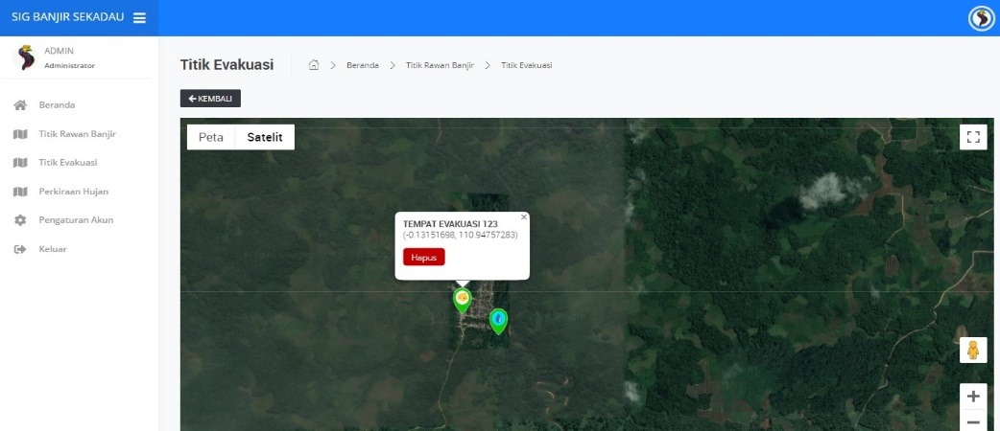 SIG BANJIR SEKADAU
ADMIN
Administrator
Beranda
Titik Rawan Banjir
Titik Evakuasi
Perkiraan Hujan
Pengaturan Akun
Keluar
Titik Evakuasi
> Beranda > Titik Rawan Banjir > Titik Evakuasi
KEMBALI
Peta Satelit
TEMPAT EVAKUASI 123
(-0.13151698, 110.94757283)
Hapus